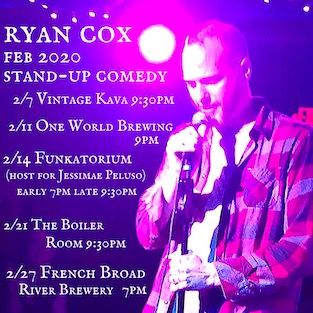 RYAN COX
FEB 2020
STAND-UP COMEDY
2/7 VINTAGE KAVA 9:30PM
2/11 ONE WORLD BREWING
9PM
2/14 FUNKATORIUM
(HOST FOR JESSIMAE PELUSO)
EARLY 7PM LATE 9:30PM
2/21 THE BOILER
ROOM 9:30PM
2/27 FRENCH BROAD
RIVER BREWERY 7PM